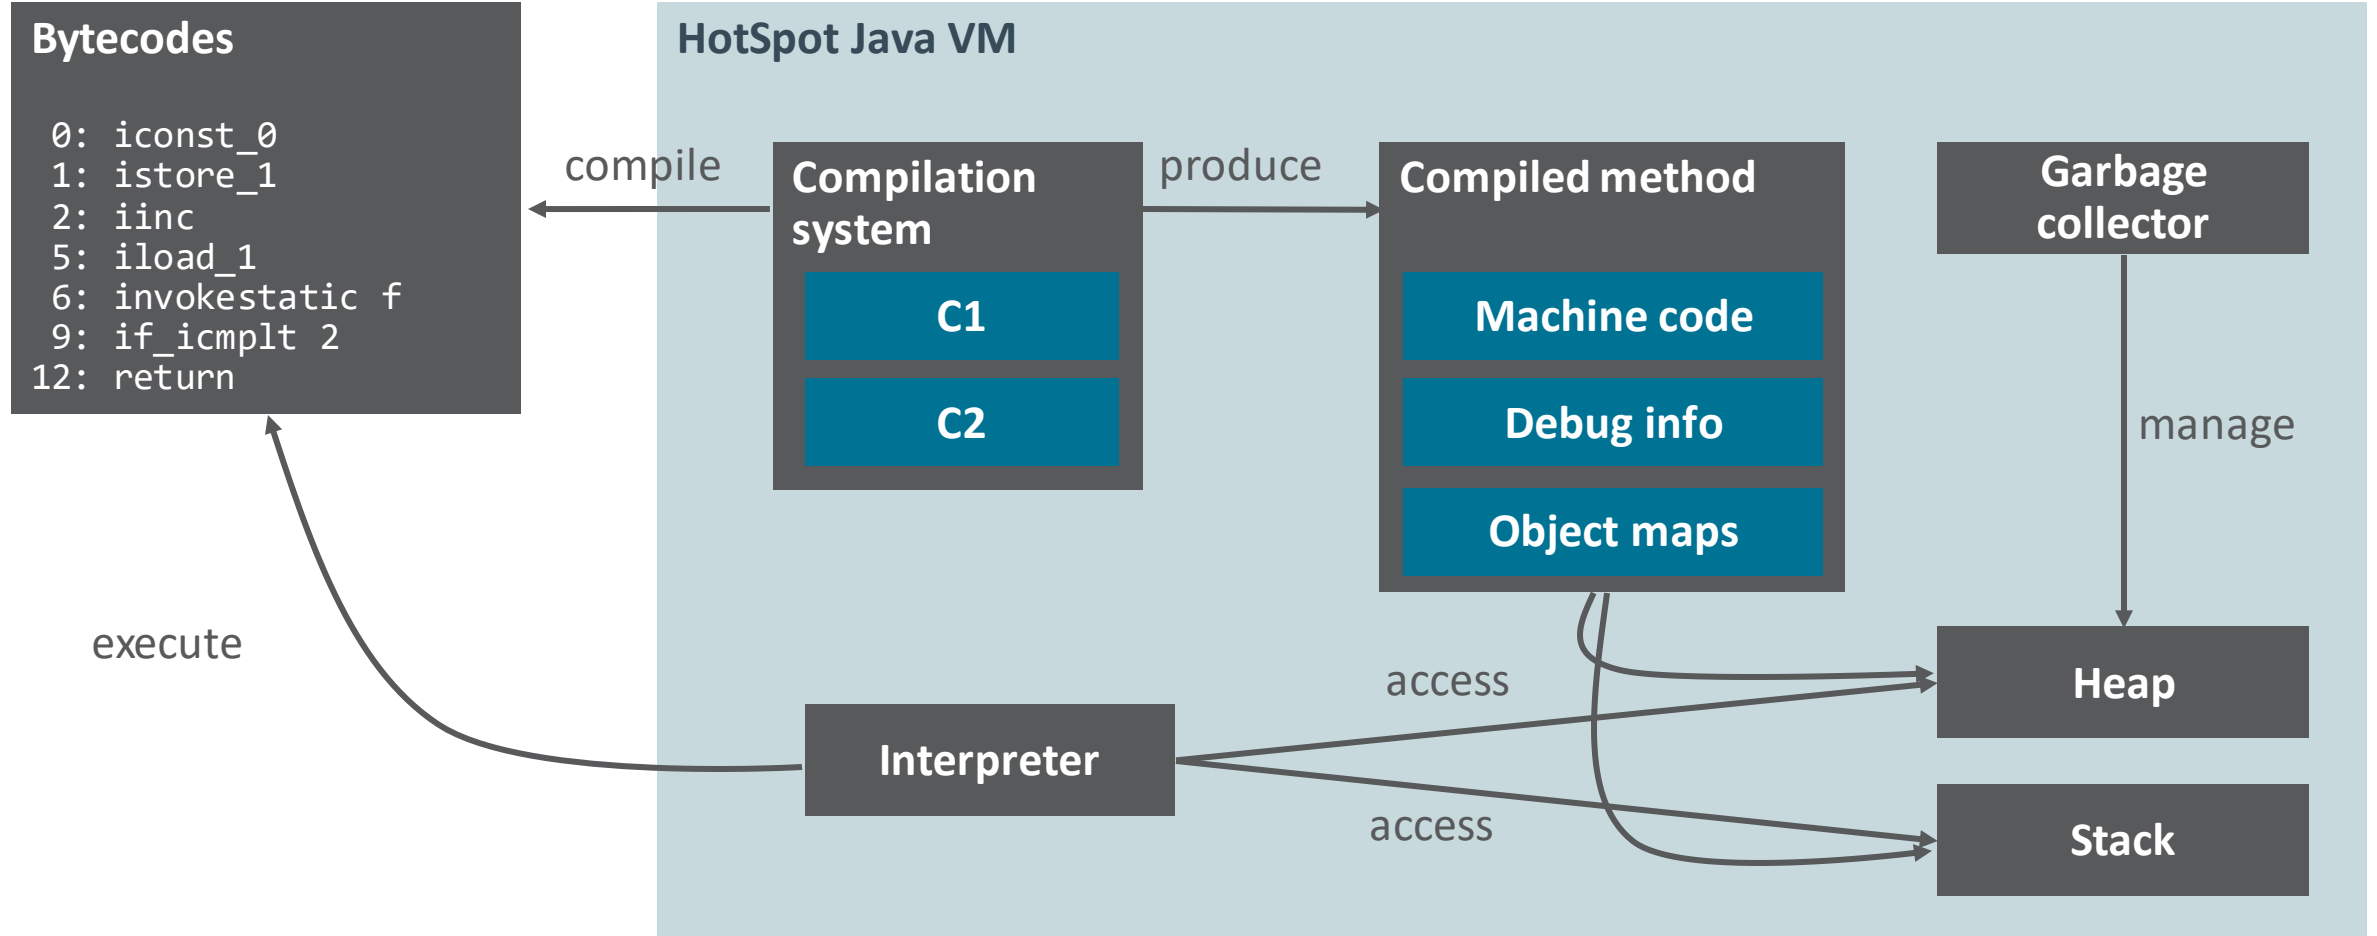 Bytecodes
0: iconst_0
1: istore_1
2: iinc
5: iload_1
6: invokestatic f
9: if_icmplt 2
12: return
HotSpot Java VM
compile
Compilation
system
C1
C2
produce
Compiled method
Machine code
Debug info
Object maps
Garbage
collector
manage
execute
Interpreter
access
access
Heap
Stack